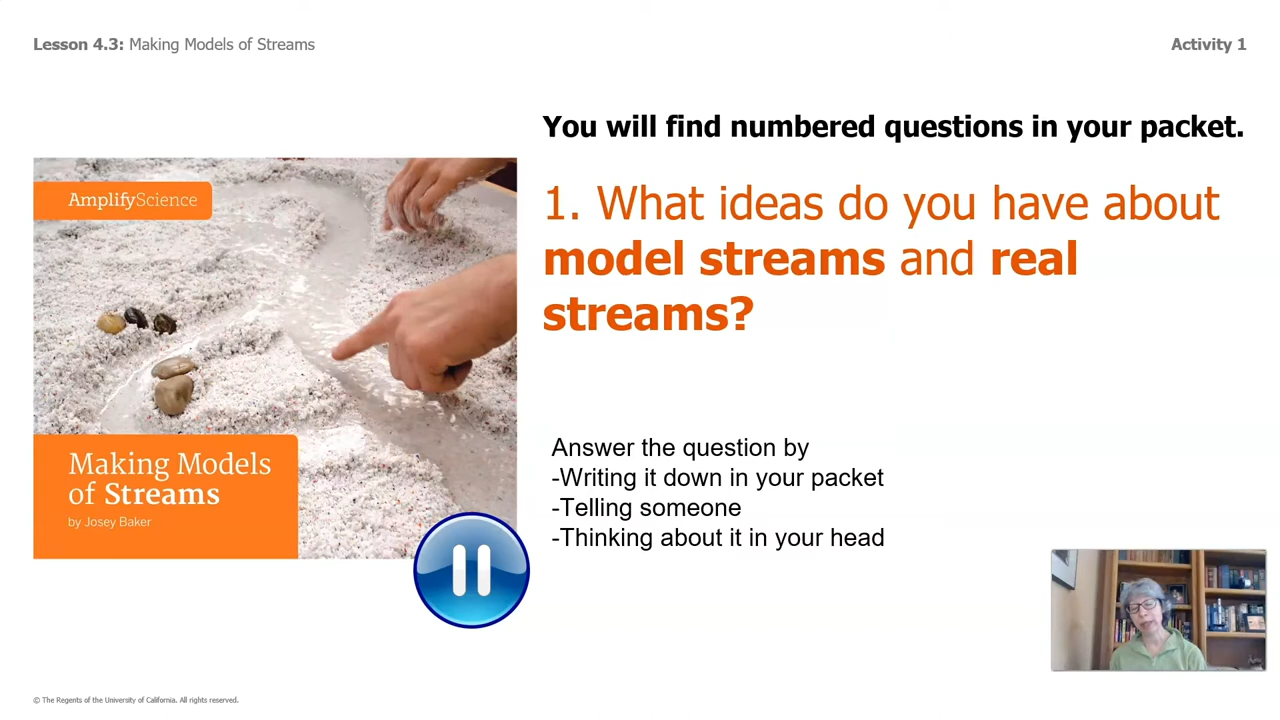 Lesson 4.3: Making Models of Streams
Activity 1
You will find numbered questions in your packet.
AmplifyScience
1. What ideas do you have about
model streams and real
streams?
Answer the question by
-Writing it down in your packet
-Telling someone
-Thinking about it in your head
Making Models
of Streams
by Josey Baker
© The Regents of the University of California. All rights reserved.